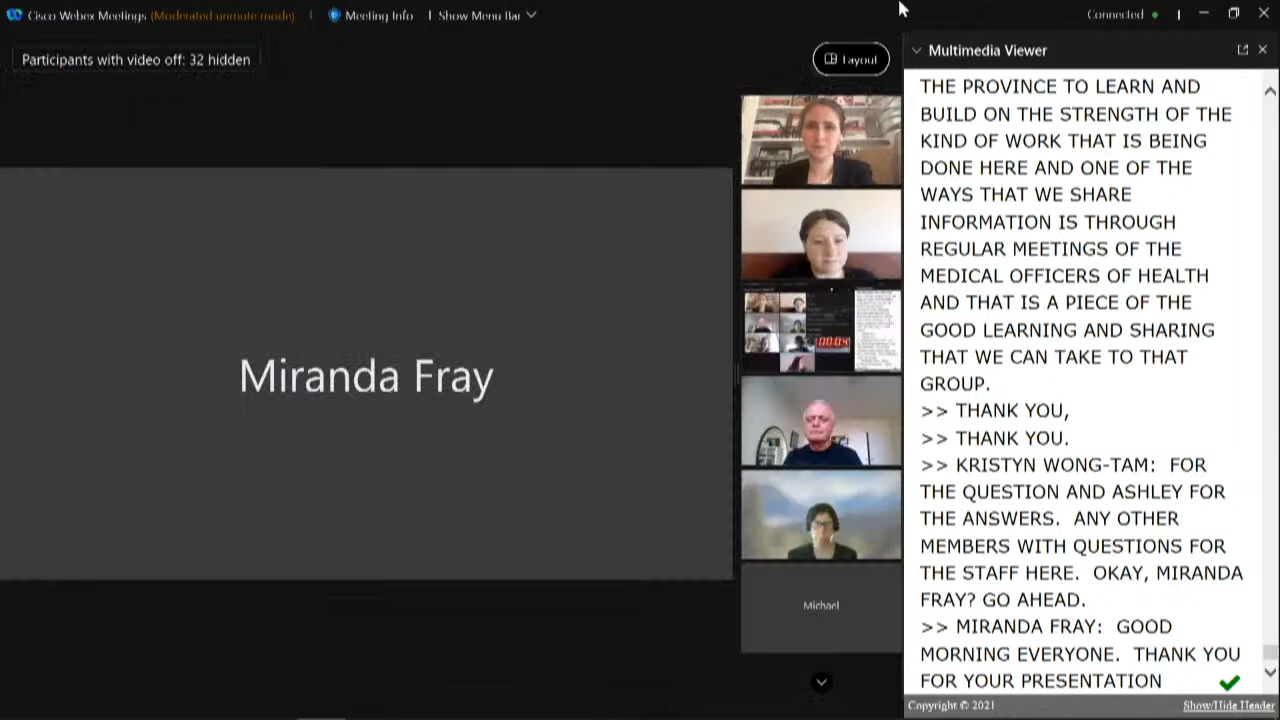 Cisco Webex Meetings (Moderated unmute mode)
Meeting Info
Show Menu Bar
Connected
Participants with video off: 32 hidden
Layout
Miranda Fray
00:04
Michael
Multimedia Viewer
THE PROVINCE TO LEARN AND
BUILD ON THE STRENGTH OF THE
KIND OF WORK THAT IS BEING
DONE HERE AND ONE OF THE
WAYS THAT WE SHARE
INFORMATION IS THROUGH
REGULAR MEETINGS OF THE
MEDICAL OFFICERS OF HEALTH
AND THAT IS A PIECE OF THE
GOOD LEARNING AND SHARING
THAT WE CAN TAKE TO THAT
GROUP.
>> THANK YOU,
>> THANK YOU.
>> KRISTYN WONG-TAM: FOR
THE QUESTION AND ASHLEY FOR
THE ANSWERS. ANY OTHER
MEMBERS WITH QUESTIONS FOR
THE STAFF HERE. OKAY, MIRANDA
FRAY? GO AHEAD.
>> MIRANDA FRAY: GOOD
MORNING EVERYONE. THANK YOU
FOR YOUR PRESENTATION
Copyright © 2021
Show/Hide Header